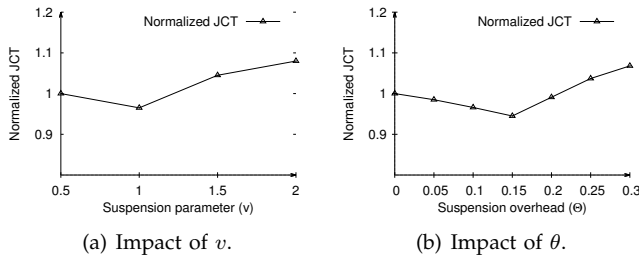 1.2
Normalized JCT
1.1
1
0.9
Normalized JCT
0.5
1
1.5
2
Suspension parameter (v)
(a) Impact of v.
1.2
Normalized JCT
1.1
1
0.9
Normalized JCT
0
0.05
0.1
0.15
0.2
0.25
0.3
Suspension overhead (Θ)
(b) Impact of θ.